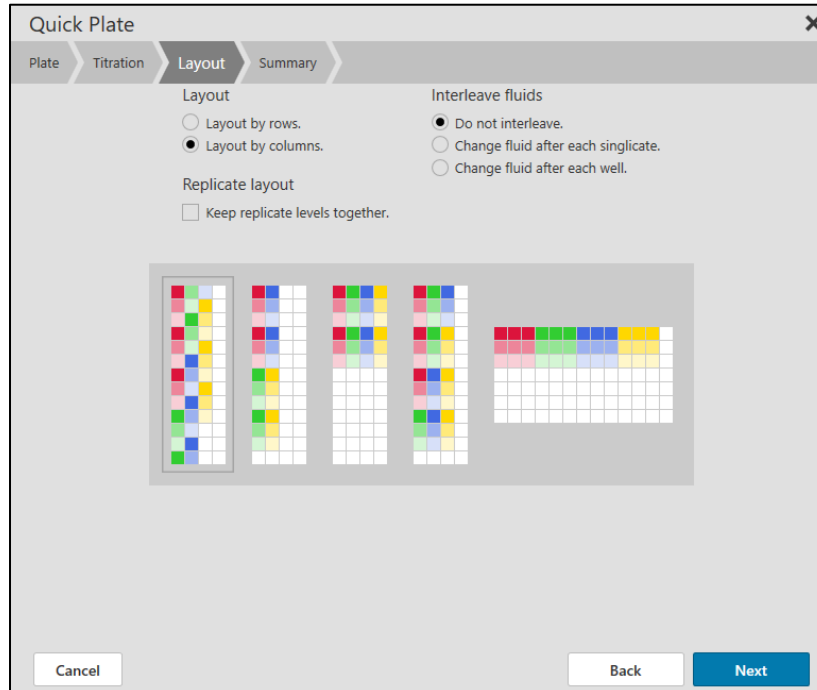 Quick Plate
Plate Titration Layout Summary
Layout
Layout by rows.
Layout by columns.
Replicate layout
Keep replicate levels together.
Interleave fluids
Do not interleave.
Change fluid after each singlicate.
Change fluid after each well.
Cancel Back Next